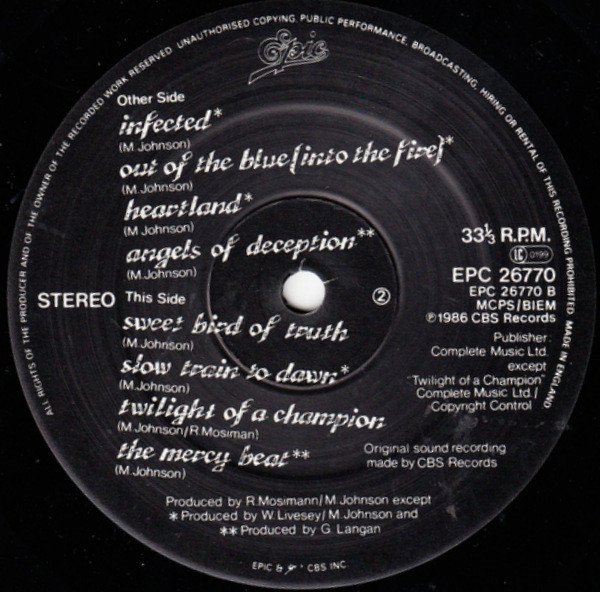 ALL RIGHTS OF THE PRODUCER AND OF THE OWNER OF THE RECORDED WORK RESERVED. UNAUTHORISED COPYING, PUBLIC PERFORMANCE, BROADCASTING, HIRING OR RENTAL OF THIS RECORDING PROHIBITED. MADE IN ENGLAND
Epic
Other Side
infected*
(M. Johnson)
out of the blue [into the fire]*
(M. Johnson)
heartland*
(M Johnson)
angels of deception**
(M. Johnson)
STEREO
This Side
sweet bird of truth
(M.Johnson)
slow train to dawn*
(M.Johnson)
twilight of a champion
(M.Johnson/R.Mosiman)
the mercy beat**
(M. Johnson)
②
33⅓ R.P.M.
LC 0199
EPC 26770
EPC 26770 B
MCPS/BIEM
℗1986 CBS Records
Publisher:
Complete Music Ltd.
except
"Twilight of a Champion"
Complete Music Ltd./
Copyright Control
Original sound recording
made by CBS Records
Produced by R.Mosimann/M.Johnson except
*Produced by W.Livesey/M.Johnson and
**Produced by G. Langan
EPIC & CBS INC